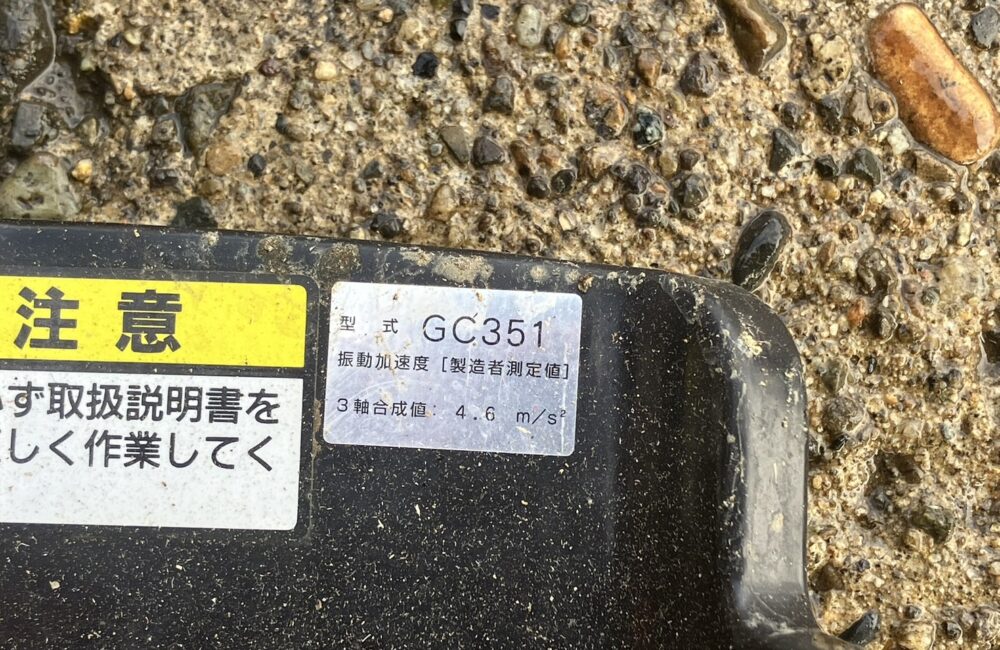 注意
ず取扱説明書を
しく作業してく
型式 GC351
振動加速度 [製造者測定値]
3軸合成値: 4.6 m/s²